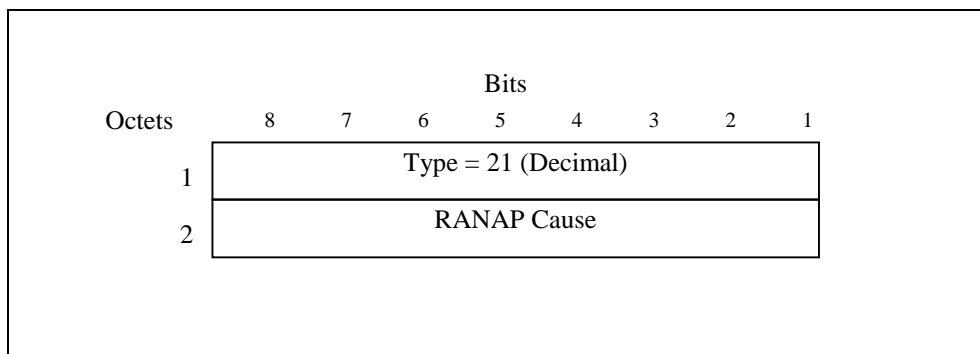 Bits
Octets 8 7 6 5 4 3 2 1
1 Type = 21 (Decimal)
2 RANAP Cause